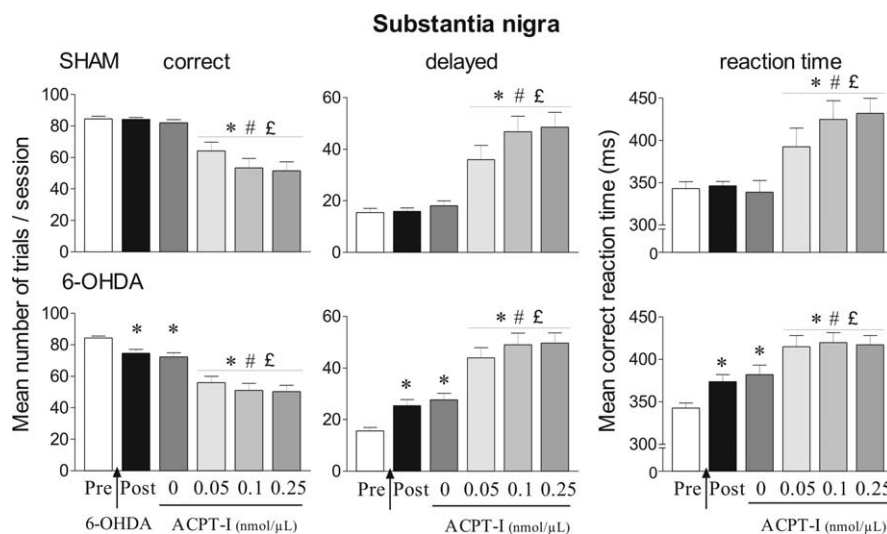 Substantia nigra
SHAM correct delayed reaction time
Mean number of trials / session
Mean correct reaction time (ms)
100
80
60
40
20
0
* # £
60
40
20
0
* # £
450
400
350
300
0
* # £
6-OHDA
100
80
60
40
20
0
* * * # £
60
40
20
0
* * * # £
450
400
350
300
0
* * * # £
Pre Post 0 0.05 0.1 0.25 Pre Post 0 0.05 0.1 0.25 Pre Post 0 0.05 0.1 0.25
6-OHDA ACPT-I (nmol/µL) ACPT-I (nmol/µL) ACPT-I (nmol/µL)